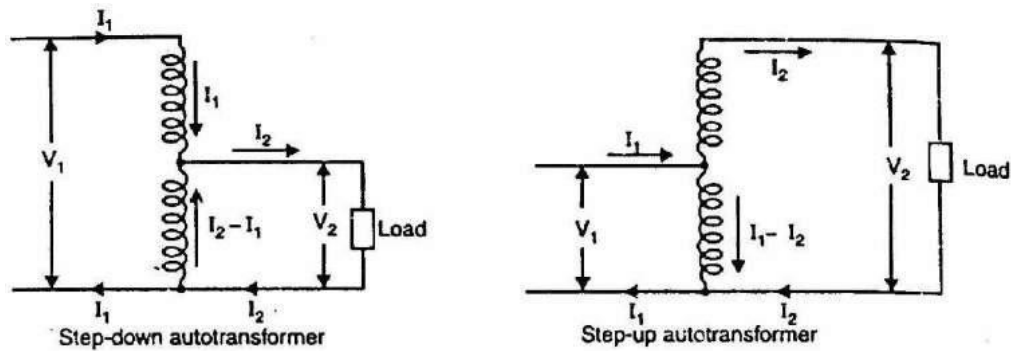 I₁
I₁
I₂
V₁
I₂ – I₁
V₂
Load
I₁
I₂
Step-down autotransformer
I₂
I₁
V₂
Load
V₁
I₁– I₂
I₁
I₂
Step-up autotransformer